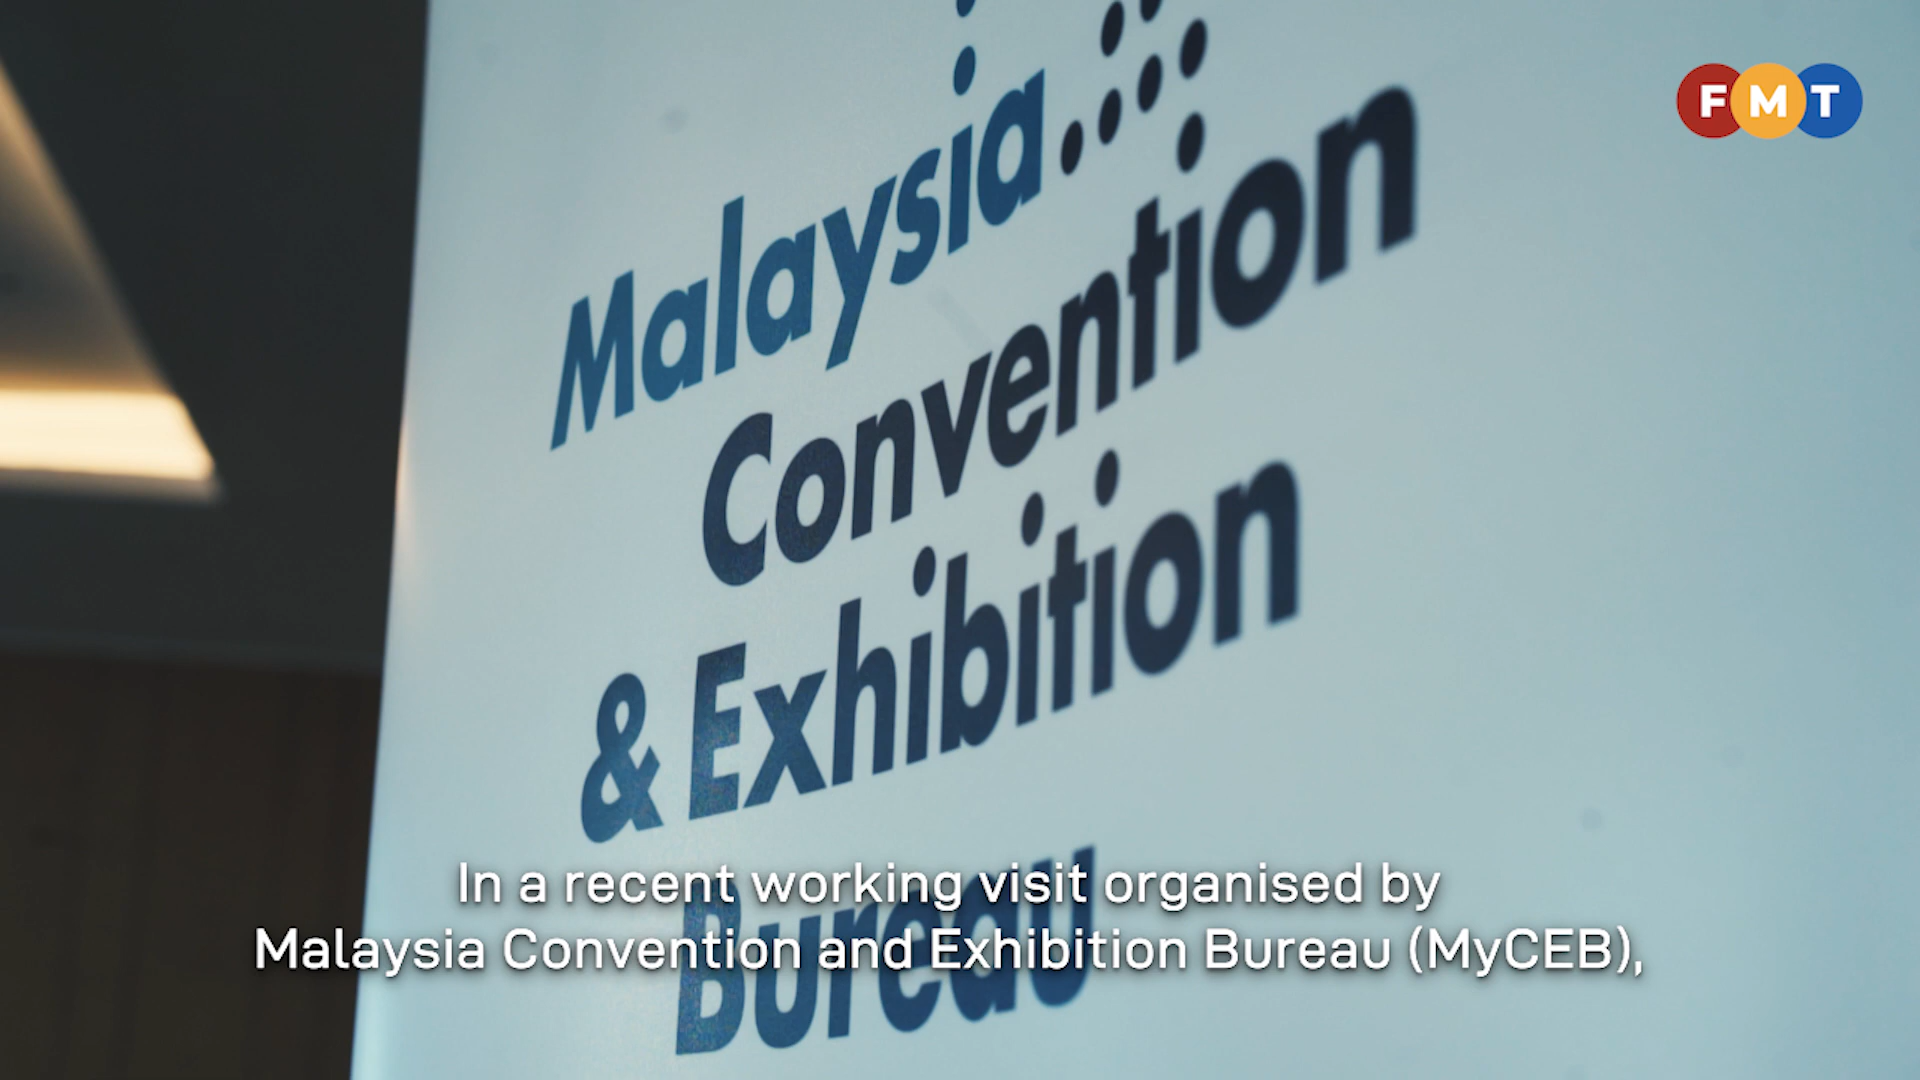 FMT
Malaysia
Convention
& Exhibition
Bureau
In a recent working visit organised by
Malaysia Convention and Exhibition Bureau (MyCEB),